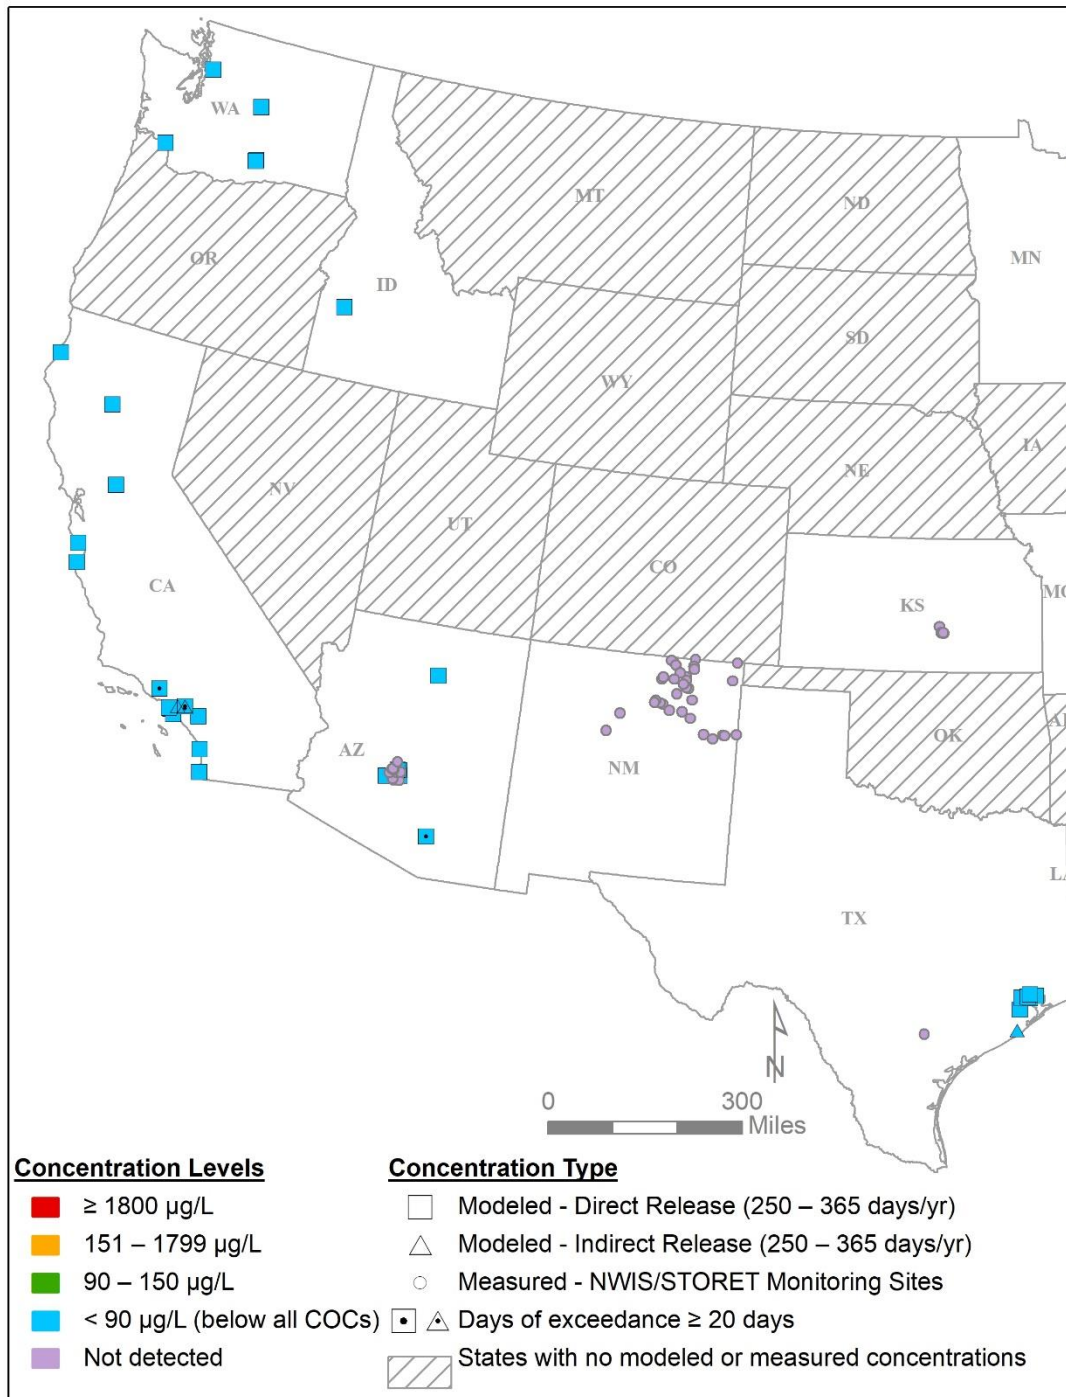 WA
MT
ND
MN
OR
ID
SD
WY
IA
NV
NE
UT
CO
CA
KS
MO
AZ
NM
OK
TX
LA
N
0 300
Miles
Concentration Levels
≥ 1800 µg/L
151 – 1799 µg/L
90 – 150 µg/L
< 90 µg/L (below all COCs)
Not detected
Concentration Type
Modeled - Direct Release (250 – 365 days/yr)
Modeled - Indirect Release (250 – 365 days/yr)
Measured - NWIS/STORET Monitoring Sites
Days of exceedance ≥ 20 days
States with no modeled or measured concentrations